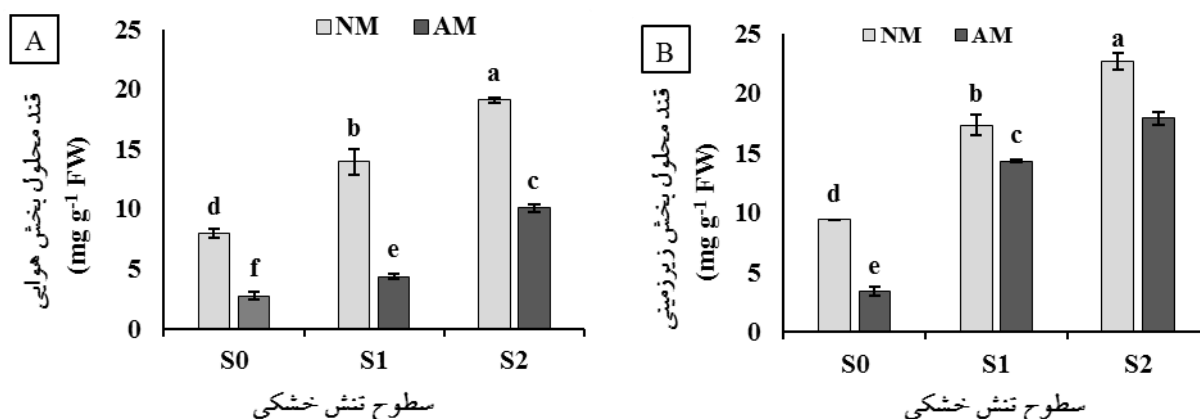 A
NM AM
قند محلول بخش هوایی
(mg g⁻¹ FW)
25
20
15
10
5
0
d
f
b
e
a
c
S0 S1 S2
سطوح تنش خشکی
B
NM AM
قند محلول بخش زیرزمینی
(mg g⁻¹ FW)
25
20
15
10
5
0
d
e
b
c
a
S0 S1 S2
سطوح تنش خشکی